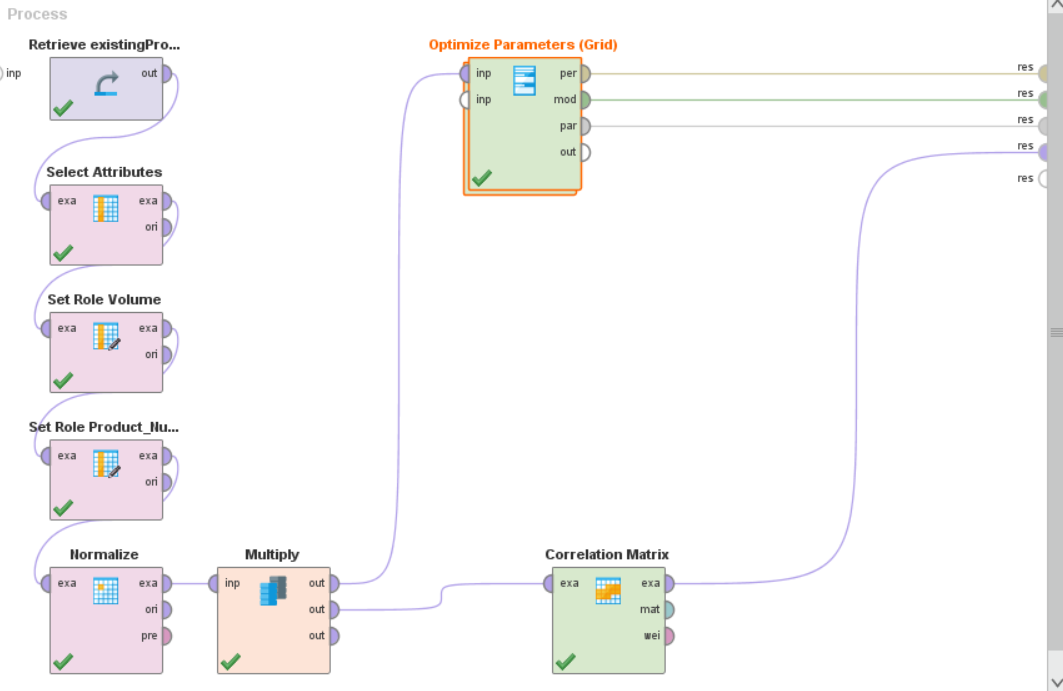 Process
Retrieve existingPro...
Optimize Parameters (Grid)
inp
out
inp
per
res
inp
mod
res
par
res
out
res
res
Select Attributes
exa
exa
ori
Set Role Volume
exa
exa
ori
Set Role Product_Nu...
exa
exa
ori
Normalize
Multiply
Correlation Matrix
exa
exa
inp
out
exa
exa
ori
out
mat
pre
out
wei